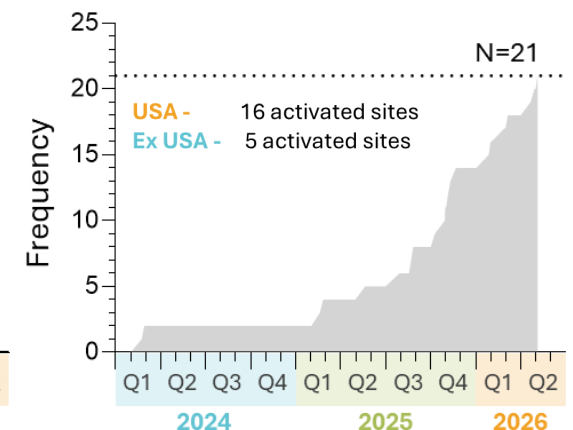 25
N=21
20
USA - 16 activated sites
Ex USA - 5 activated sites
15
Frequency
10
5
0
Q1 Q2 Q3 Q4 Q1 Q2 Q3 Q4 Q1 Q2
2024 2025 2026